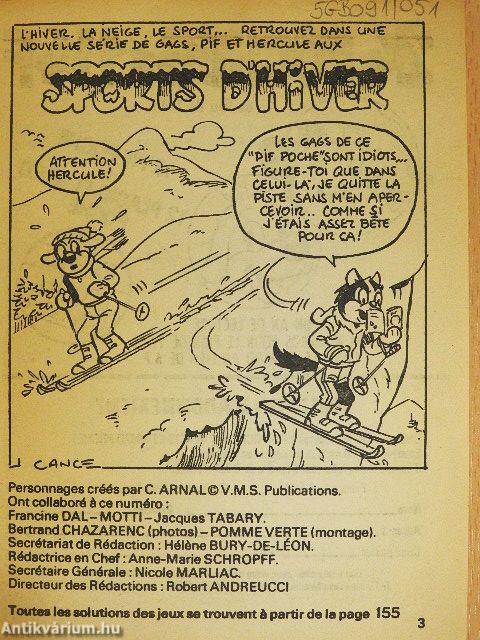 5GB091/051
L'HIVER. LA NEIGE, LE SPORT... RETROUVEZ DANS UNE
NOUVELLE SERIE DE GAGS, PIF ET HERCULE AUX
SPORTS D'HiVER
ATTENTION
HERCULE!
LES GAGS DE CE
"PIF POCHE" SONT IDIOTS...
FIGURE-TOI QUE DANS
CELUI-LA, JE QUITTE LA
PISTE SANS M'EN APER-
CEVOIR.. COMME SI
J'ÉTAIS ASSEZ BÊTE
POUR ÇA!
J CANCE
Personnages créés par C. ARNAL © V.M.S. Publications.
Ont collaboré à ce numéro :
Francine DAL – MOTTI – Jacques TABARY.
Bertrand CHAZARENC (photos) – POMME VERTE (montage).
Secrétariat de Rédaction : Hélène BURY-DE-LÉON.
Rédactrice en Chef : Anne-Marie SCHROPFF.
Secrétaire Générale : Nicole MARLIAC.
Directeur des Rédactions : Robert ANDREUCCI
Toutes les solutions des jeux se trouvent à partir de la page 155
3
Antikvárium.hu